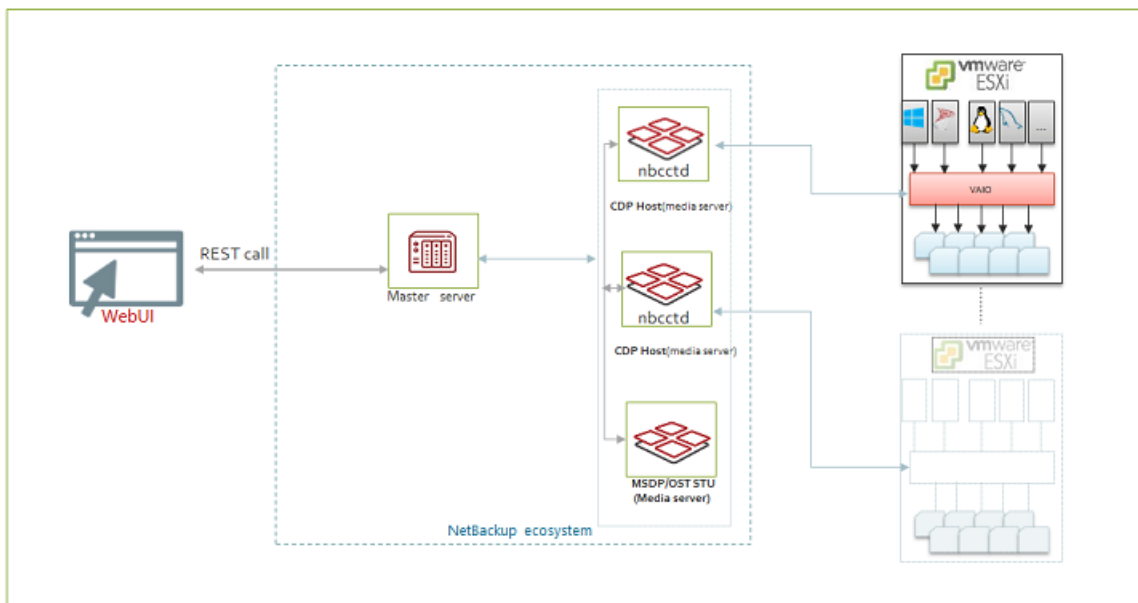 WebUI
REST call
Master server
nbcctd
CDP Host(media server)
nbcctd
CDP Host(media server)
MSDP/OST STU
(Media server)
NetBackup ecosystem
vmware
ESXi
...
VAIO
vmware
ESXi